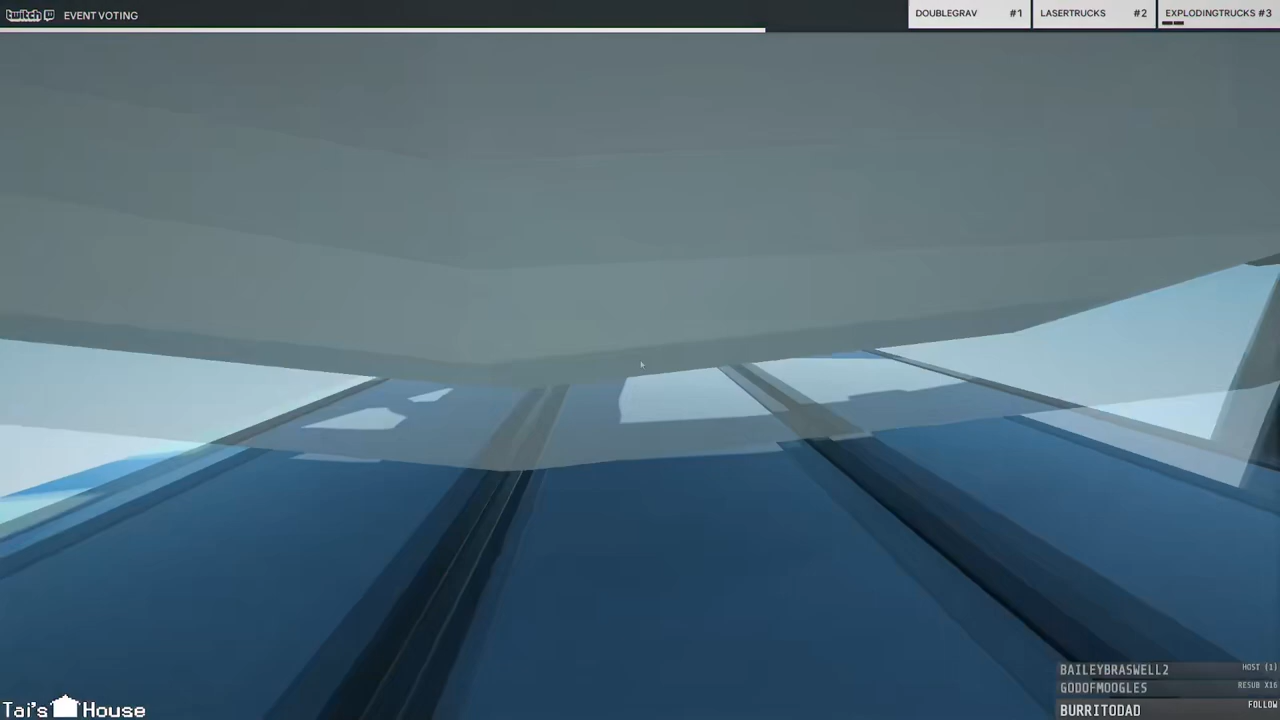 twitch EVENT VOTING
DOUBLEGRAV #1
LASERTRUCKS #2
EXPLODINGTRUCKS #3
BAILEYBRASWELL2 HOST (1)
GODOFMOOGLES RESUB X16
BURRITODAD FOLLOW
Tai's House